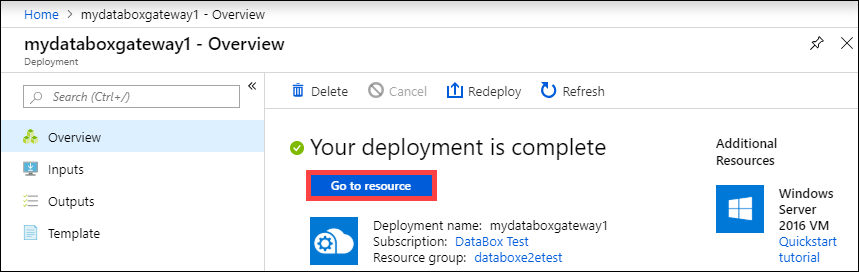 Home > mydataboxgateway1 - Overview
mydataboxgateway1 - Overview
Deployment
Search (Ctrl+/)
«
Overview
Inputs
Outputs
Template
Delete
Cancel
Redeploy
Refresh
Your deployment is complete
Go to resource
Deployment name: mydataboxgateway1
Subscription: DataBox Test
Resource group: databoxe2etest
Additional
Resources
Windows
Server
2016 VM
Quickstart
tutorial